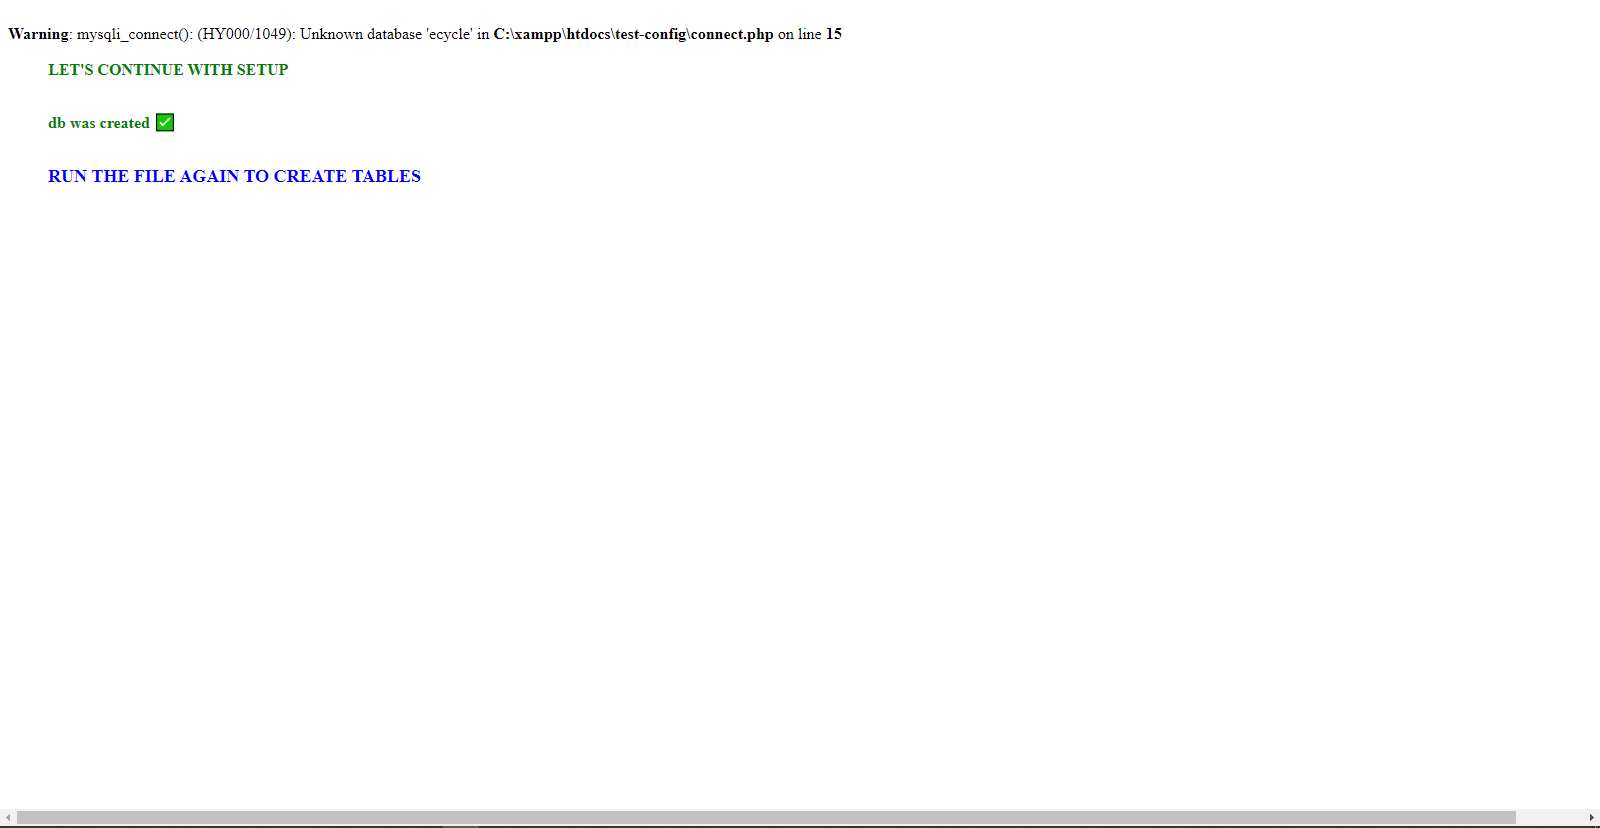 Warning: mysqli_connect(): (HY000/1049): Unknown database 'ecycle' in C:\xampp\htdocs\test-config\connect.php on line 15
LET'S CONTINUE WITH SETUP
db was created ✅
RUN THE FILE AGAIN TO CREATE TABLES